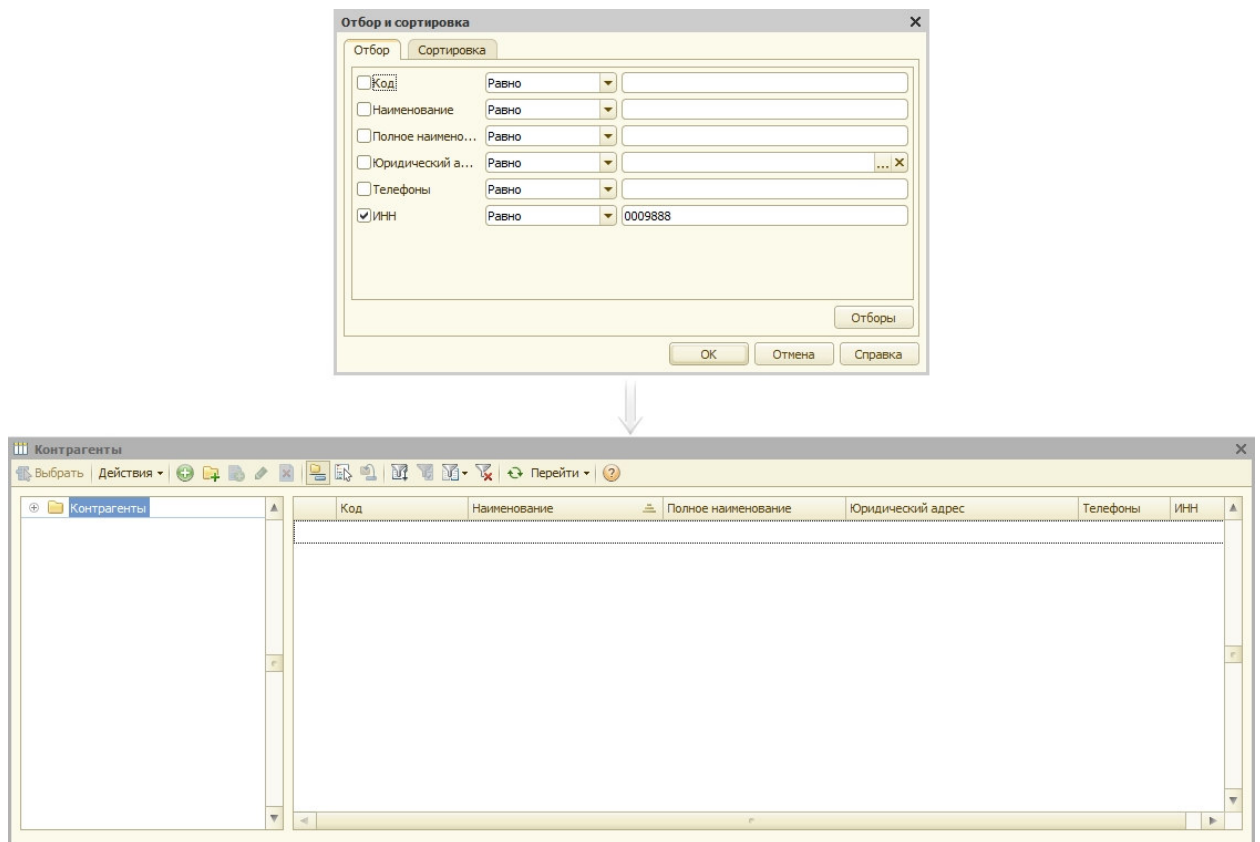 Отбор и сортировка
Отбор Сортировка
Код Равно
Наименование Равно
Полное наимено... Равно
Юридический а... Равно ...
Телефоны Равно
ИНН Равно 0009888
Отборы
ОК Отмена Справка
Контрагенты
Выбрать Действия Перейти
Контрагенты Код Наименование Полное наименование Юридический адрес Телефоны ИНН